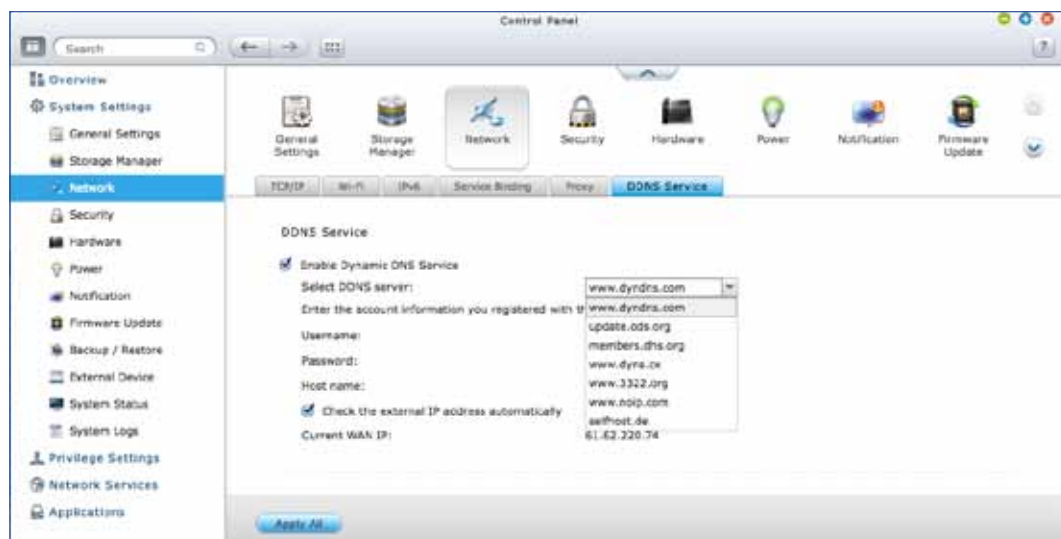 Control Panel
Search
?
Overview
System Settings
General Settings
Storage Manager
Network
Security
Hardware
Power
Notification
Firmware Update
Backup / Restore
External Device
System Status
System Logs
Privilege Settings
Network Services
Applications
General Settings
Storage Manager
Network
Security
Hardware
Power
Notification
Firmware Update
TCP/IP
Wi-Fi
IPv6
Service Binding
Proxy
DDNS Service
DDNS Service
Enable Dynamic DNS Service
Select DDNS server:
www.dyndns.com
Enter the account information you registered with
www.dyndns.com
update.ods.org
members.dhs.org
www.dyns.cx
www.3322.org
www.noip.com
selfhost.de
Username:
Password:
Host name:
Check the external IP address automatically
Current WAN IP:
61.62.220.74
Apply All